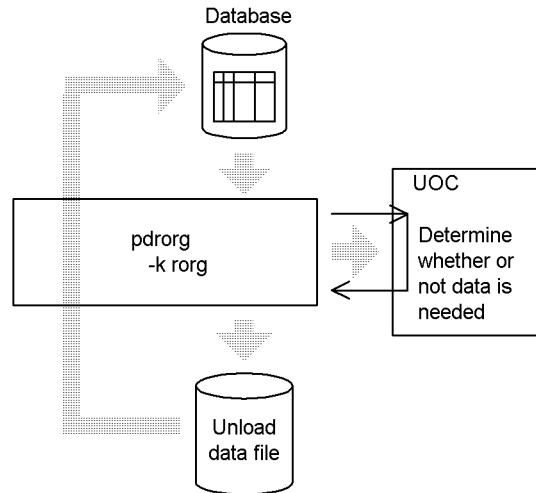 Database
UOC
pdrorg
-k rorg
Determine
whether or
not data is
needed
Unload
data file